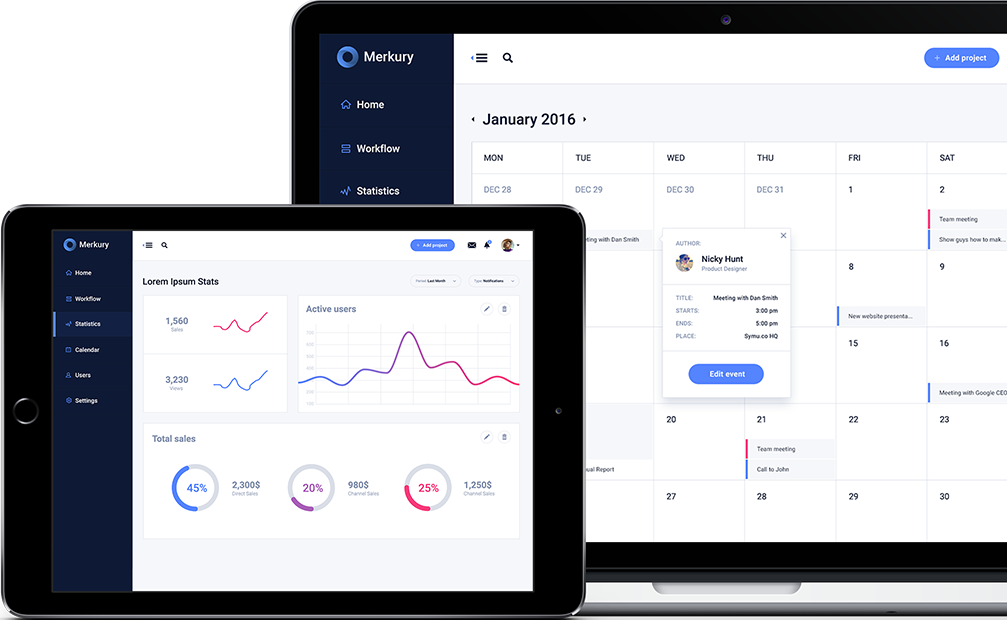 Merkury
Home
Workflow
Statistics
+ Add project
January 2016
MON TUE WED THU FRI SAT
DEC 28 DEC 29 DEC 30 DEC 31 1 2
Team meeting
Show guys how to mak...
eting with Dan Smith
8 9
New website presenta...
15 16
Meeting with Google CEO
20 21 22 23
Team meeting
Call to John
ual Report
27 28 29 30
AUTHOR:
Nicky Hunt
Product Designer
TITLE: Meeting with Dan Smith
STARTS: 3:00 pm
ENDS: 5:00 pm
PLACE: Symu.co HQ
Edit event
Merkury
Home
Workflow
Statistics
Calendar
Users
Settings
+ Add project
Lorem Ipsum Stats
Period: Last Month
Type: Notifications
1,560
Sales
3,230
Views
Active users
Total sales
45%
2,300$
Direct Sales
20%
980$
Channel Sales
25%
1,250$
Channel Sales